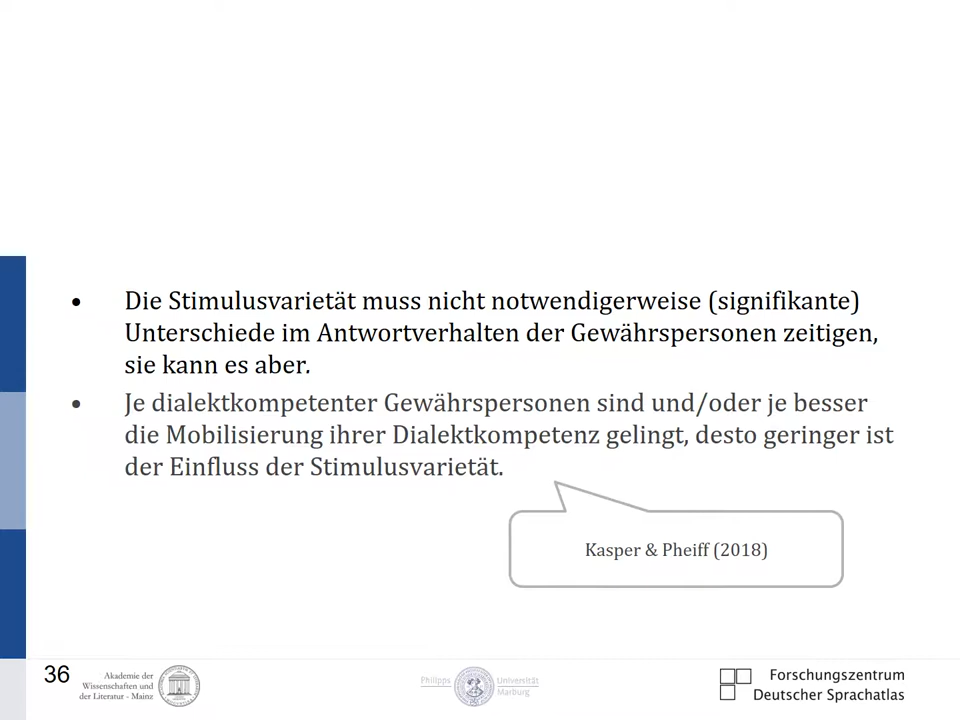 • Die Stimulusvarietät muss nicht notwendigerweise (signifikante)
Unterschiede im Antwortverhalten der Gewährspersonen zeitigen,
sie kann es aber.
• Je dialektkompetenter Gewährspersonen sind und/oder je besser
die Mobilisierung ihrer Dialektkompetenz gelingt, desto geringer ist
der Einfluss der Stimulusvarietät.
Kasper & Pheiff (2018)
36
Akademie der
Wissenschaften und
der Literatur - Mainz
Philipps Universität
Marburg
Forschungszentrum
Deutscher Sprachatlas